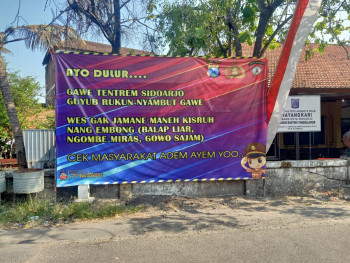 AYO DULUR....
GAWE TENTREM SIDOARJO
GUYUB RUKUN-NYAMBUT GAWE
WES GAK JAMANE MANEH KISRUH
NANG EMBONG (BALAP LIAR,
NGOMBE MIRAS, GOWO SAJAM)
CEK MASYARAKAT ADEM AYEM YOO